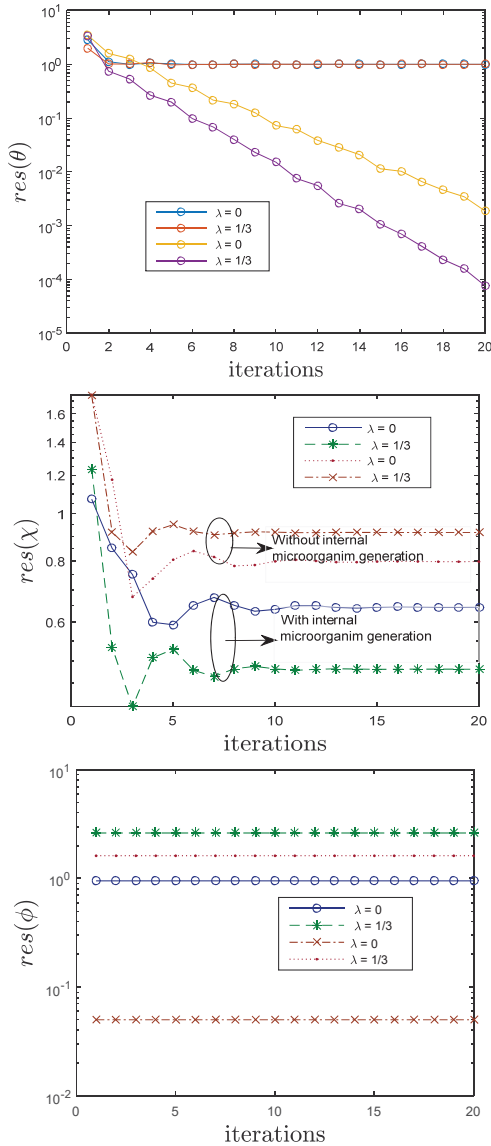 10^1
10^0
10^-1
10^-2
10^-3
10^-4
10^-5
res(θ)
λ = 0
λ = 1/3
λ = 0
λ = 1/3
0 2 4 6 8 10 12 14 16 18 20
iterations
1.6
1.4
1.2
1
0.8
0.6
res(χ)
λ = 0
λ = 1/3
λ = 0
λ = 1/3
Without internal
microorganim generation
With internal
microorganim generation
0 5 10 15 20
iterations
10^1
10^0
10^-1
10^-2
res(ϕ)
λ = 0
λ = 1/3
λ = 0
λ = 1/3
0 5 10 15 20
iterations